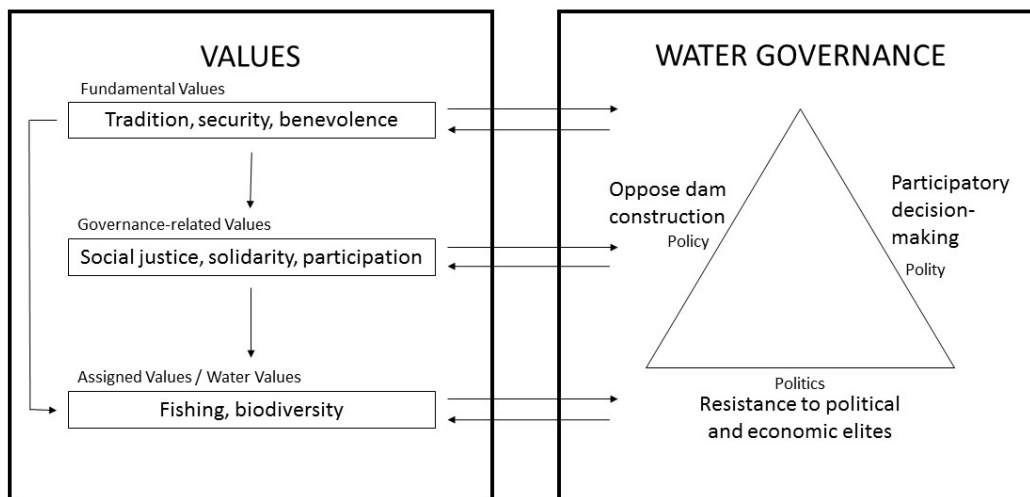 VALUES
Fundamental Values
Tradition, security, benevolence
Governance-related Values
Social justice, solidarity, participation
Assigned Values / Water Values
Fishing, biodiversity
WATER GOVERNANCE
Oppose dam
construction
Policy
Participatory
decision-
making
Polity
Politics
Resistance to political
and economic elites